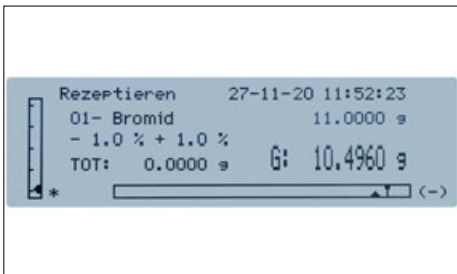 Rezeptieren 27-11-20 11:52:23
01- Bromid 11.0000 g
- 1.0 % + 1.0 %
TOT: 0.0000 g G: 10.4960 g
* (-)